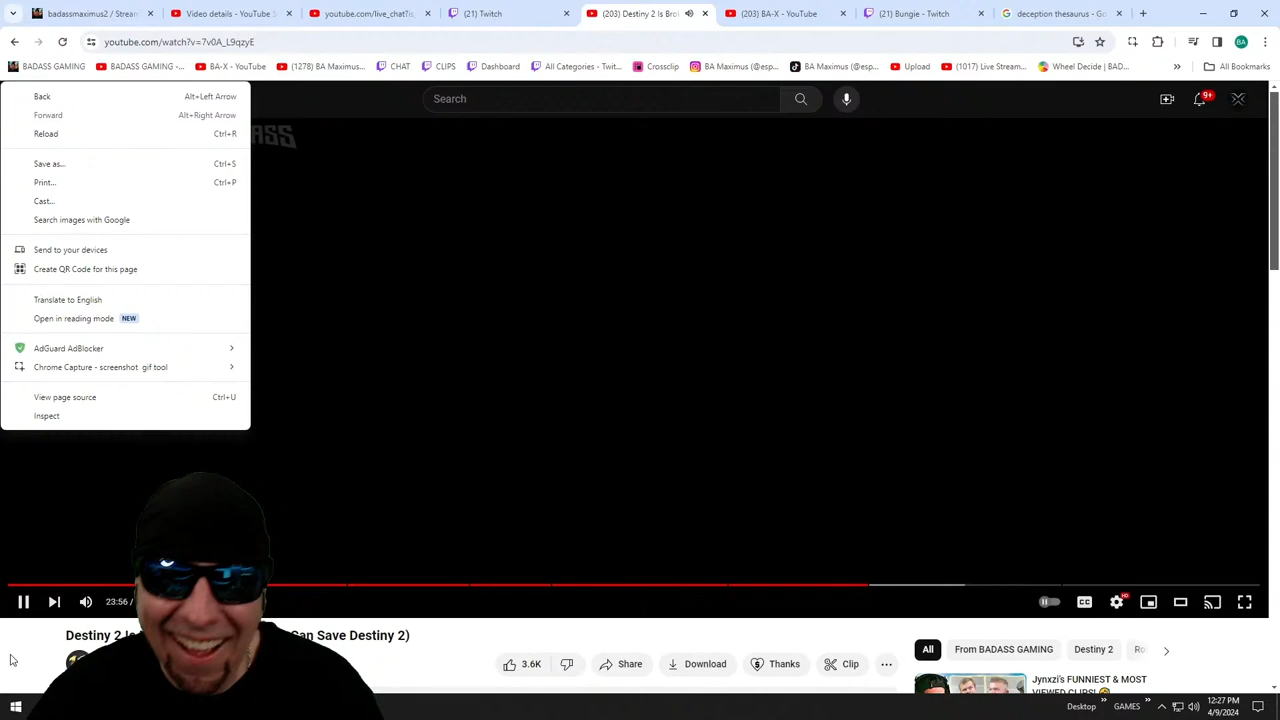 badassmaximus2 / Stream
Video details - YouTube S
youtube.com/live_chat?is_
(21) Twitch
(203) Destiny 2 Is Bro
(203) BA-X - YouTube
(21) Bungie - Twitch
deception thesaurus - Go
youtube.com/watch?v=7v0A_L9qzyE
BADASS GAMING
BADASS GAMING -...
BA-X - YouTube
(1278) BA Maximus...
CHAT
CLIPS
Dashboard
All Categories - Twit...
Crossclip
BA Maximus (@esp...
BA Maximus (@esp...
Upload
(1017) Live Stream...
Wheel Decide | BAD...
All Bookmarks
Search
9+
ASS
Back Alt+Left Arrow
Forward Alt+Right Arrow
Reload Ctrl+R
Save as... Ctrl+S
Print... Ctrl+P
Cast...
Search images with Google
Send to your devices
Create QR Code for this page
Translate to English
Open in reading mode NEW
AdGuard AdBlocker
Chrome Capture - screenshot gif tool
View page source Ctrl+U
Inspect
23:56 /
CC
HD
Destiny 2 Can Save Destiny 2)
3.6K
Share
Download
Thanks
Clip
All
From BADASS GAMING
Destiny 2
Jynxzi's FUNNIEST & MOST
VIEWED CLIPS!
Desktop
GAMES
12:27 PM
4/9/2024